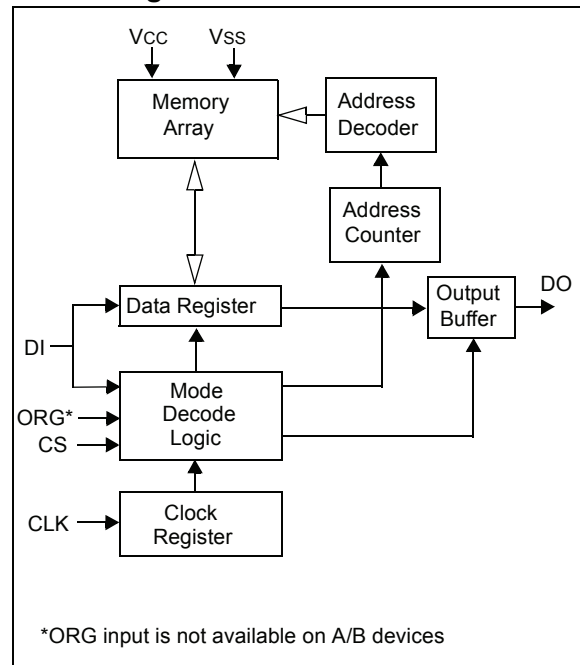 VCC
VSS
Memory
Array
Address
Decoder
Address
Counter
Data Register
Output
Buffer
DO
DI
Mode
Decode
Logic
ORG*
CS
CLK
Clock
Register
*ORG input is not available on A/B devices